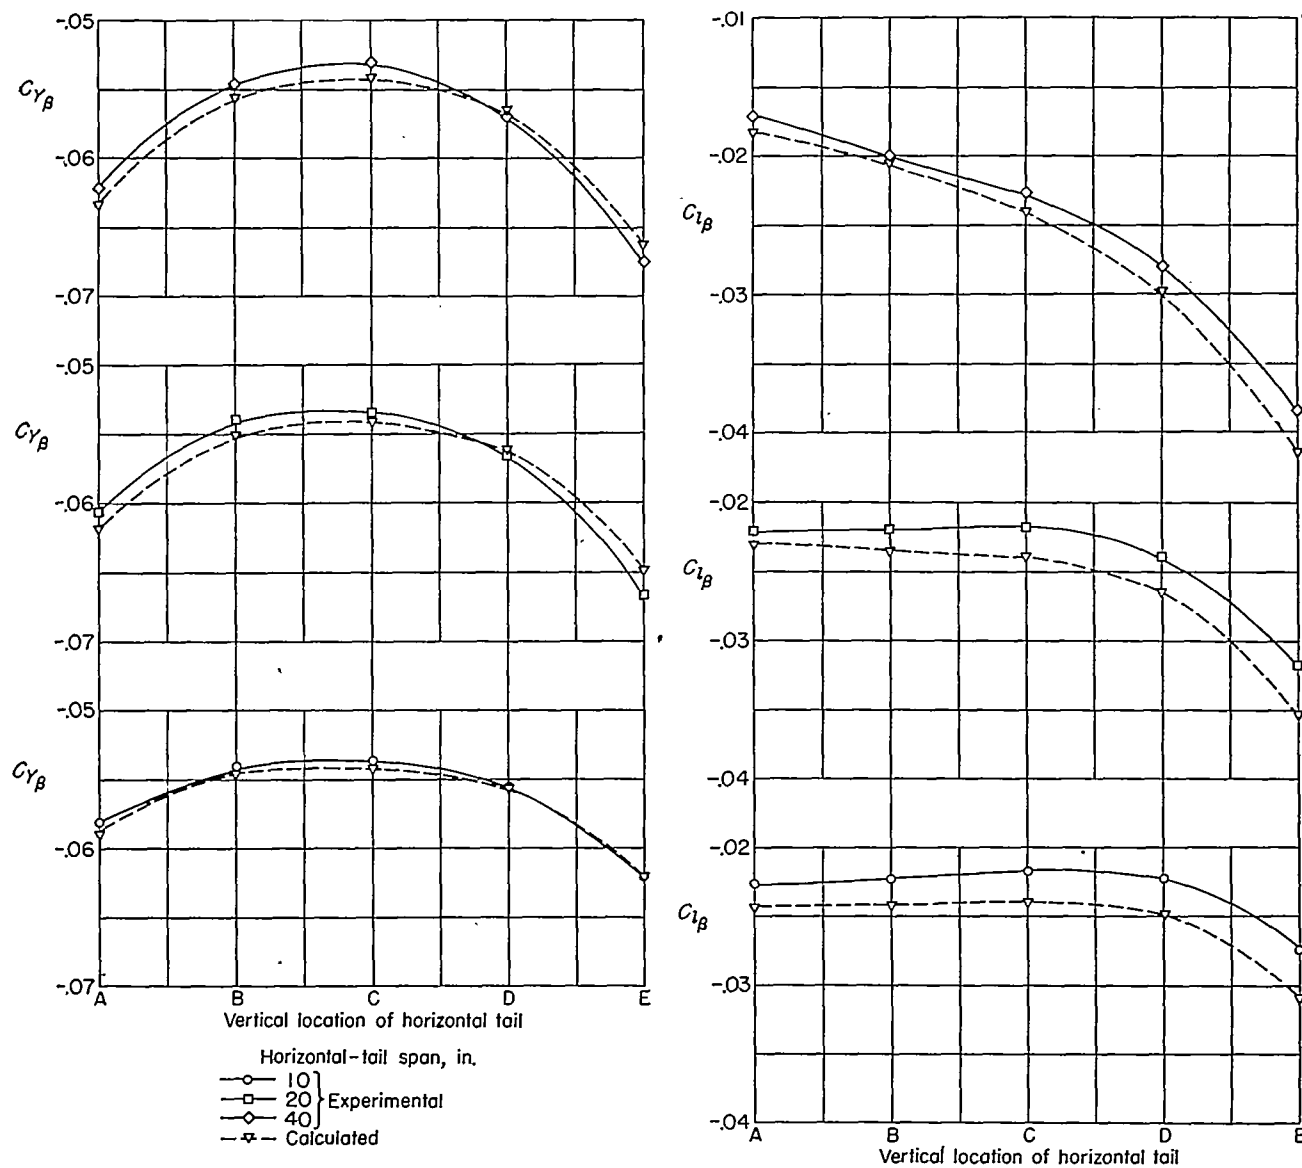 -.05
CYβ
-.06
-.07
-.05
CYβ
-.06
-.07
-.05
CYβ
-.06
-.07
A B C D E
Vertical location of horizontal tail
Horizontal-tail span, in.
10
20 Experimental
40
Calculated
-.01
-.02
Clβ
-.03
-.04
-.02
Clβ
-.03
-.04
-.02
Clβ
-.03
-.04
A B C D E
Vertical location of horizontal tail